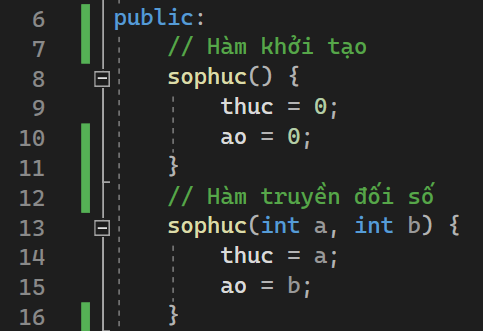 6 public:
7 // Hàm khởi tạo
8 sophuc() {
9 thuc = 0;
10 ao = 0;
11 }
12 // Hàm truyền đối số
13 sophuc(int a, int b) {
14 thuc = a;
15 ao = b;
16 }